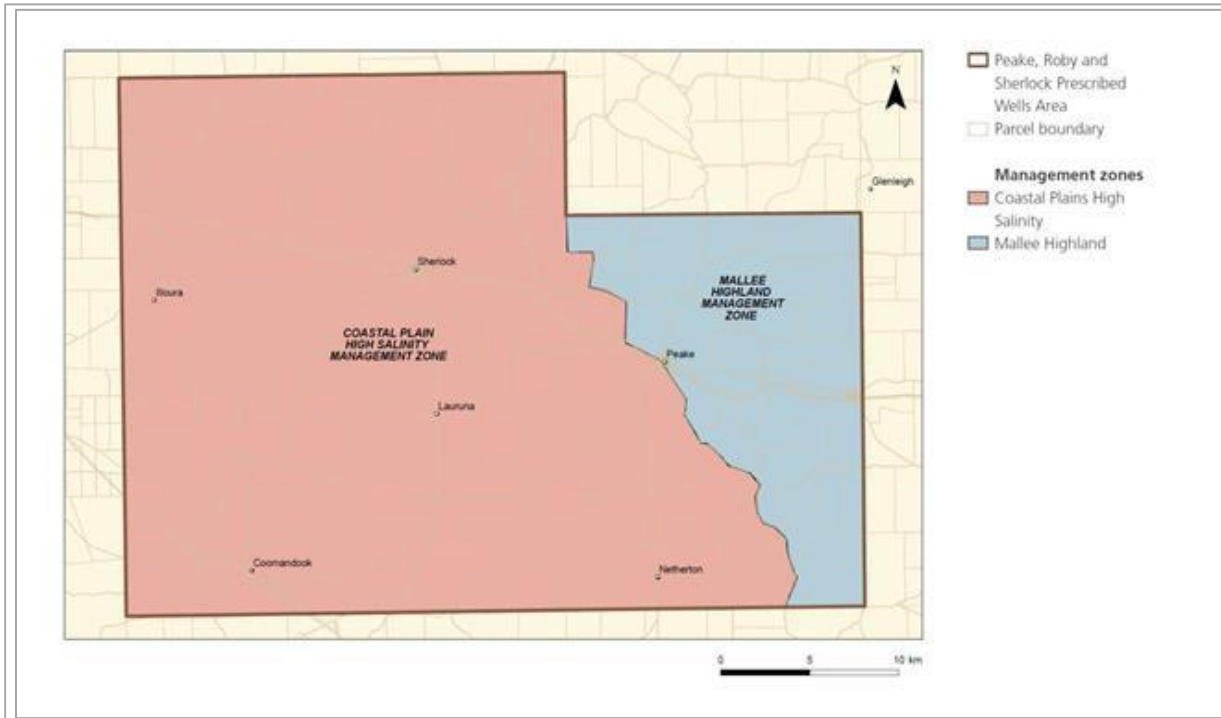 N
Glenleigh
Sherlock
Iloura
MALLEE
HIGHLAND
MANAGEMENT
ZONE
COASTAL PLAIN
HIGH SALINITY
MANAGEMENT ZONE
Peake
Lauruna
Coomandook
Netherton
0 5 10 km
Peake, Roby and
Sherlock Prescribed
Wells Area
Parcel boundary
Management zones
Coastal Plains High
Salinity
Mallee Highland